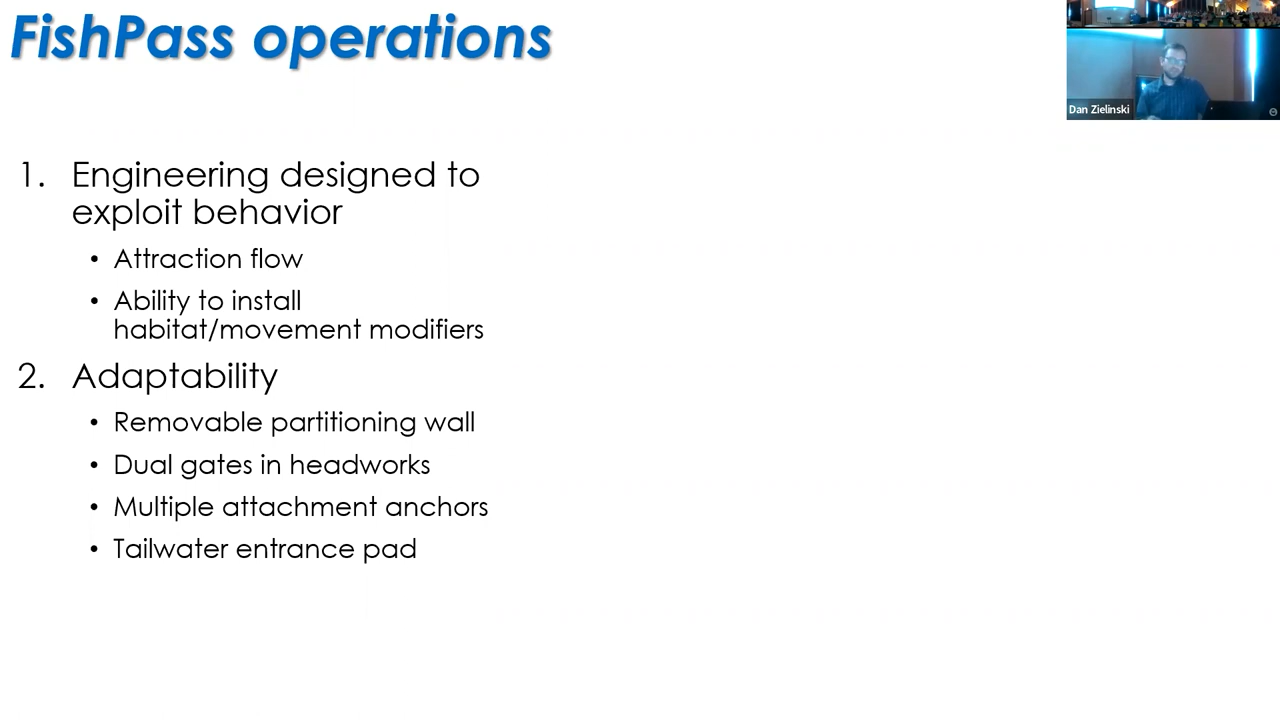 FishPass operations
Dan Zielinski
1. Engineering designed to
exploit behavior
• Attraction flow
• Ability to install
habitat/movement modifiers
2. Adaptability
• Removable partitioning wall
• Dual gates in headworks
• Multiple attachment anchors
• Tailwater entrance pad